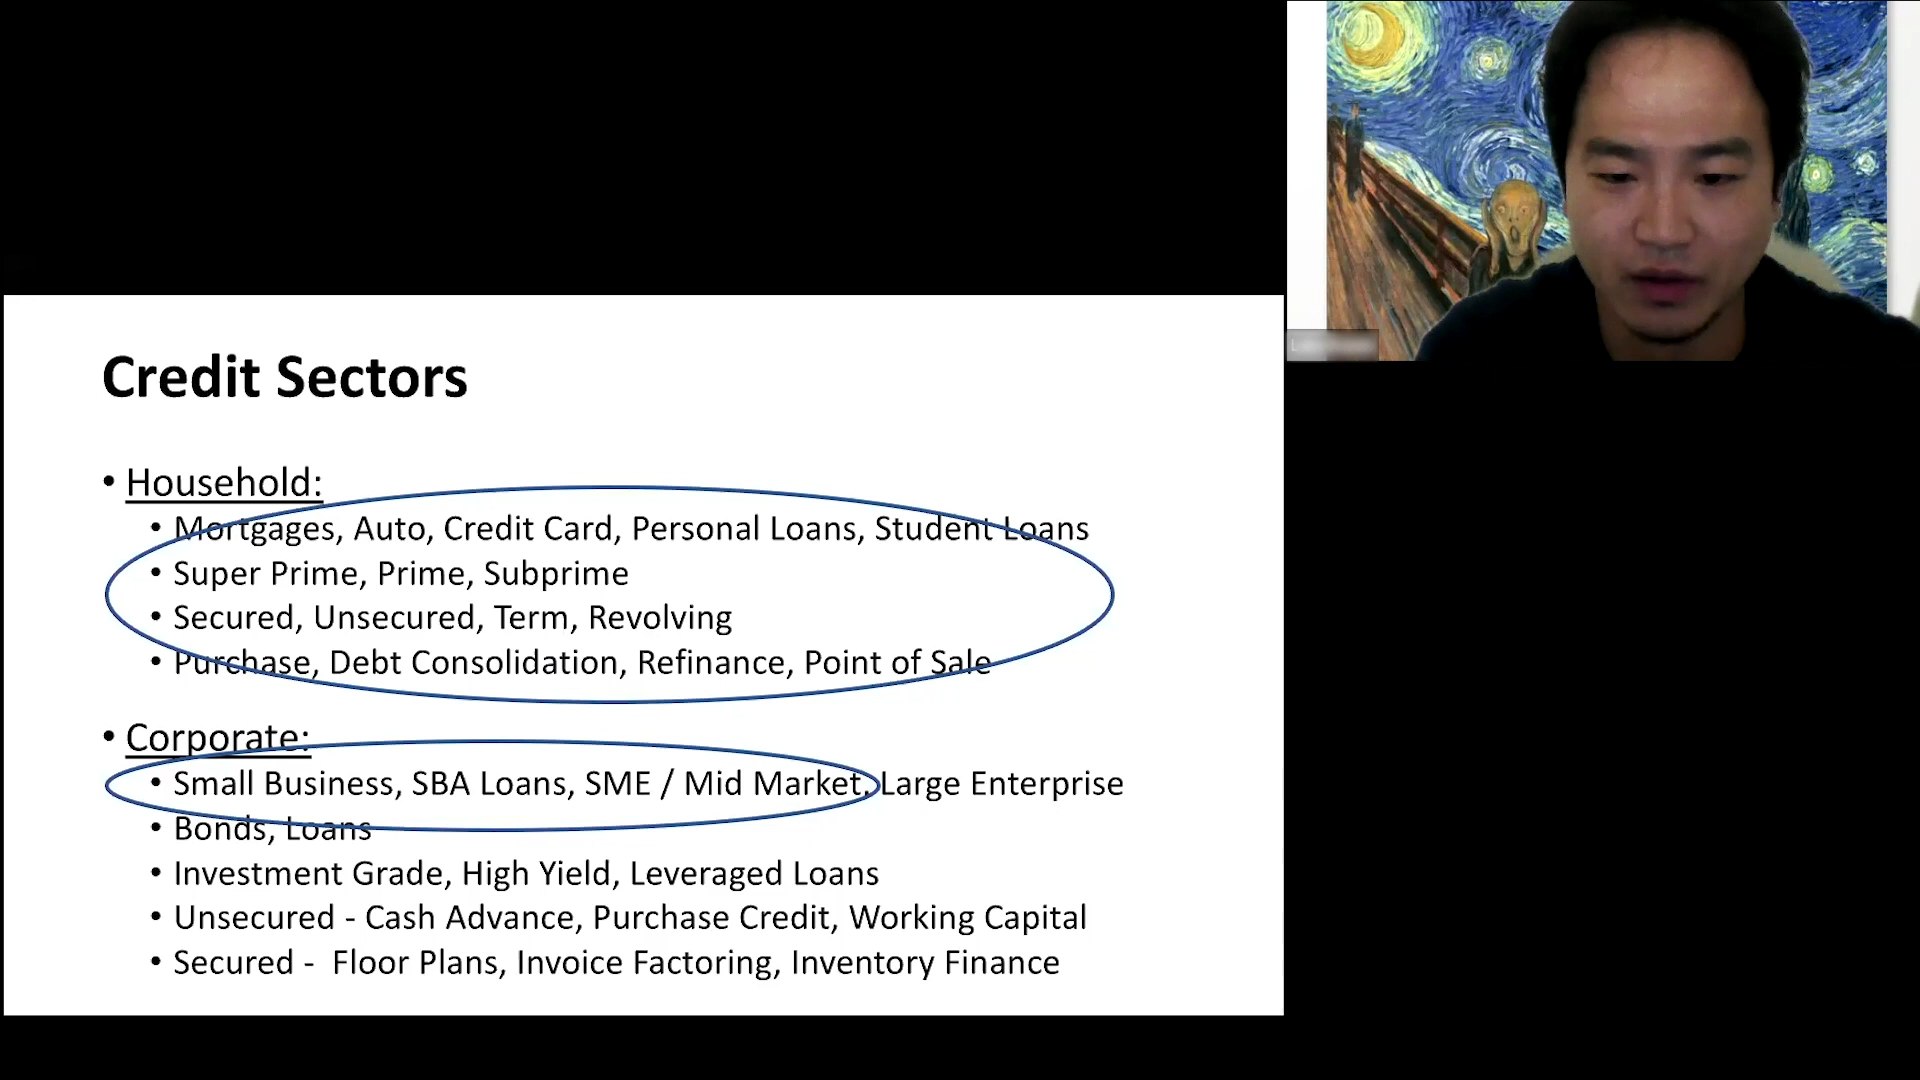 Credit Sectors
• Household:
• Mortgages, Auto, Credit Card, Personal Loans, Student Loans
• Super Prime, Prime, Subprime
• Secured, Unsecured, Term, Revolving
• Purchase, Debt Consolidation, Refinance, Point of Sale
• Corporate:
• Small Business, SBA Loans, SME / Mid Market, Large Enterprise
• Bonds, Loans
• Investment Grade, High Yield, Leveraged Loans
• Unsecured - Cash Advance, Purchase Credit, Working Capital
• Secured -  Floor Plans, Invoice Factoring, Inventory Finance